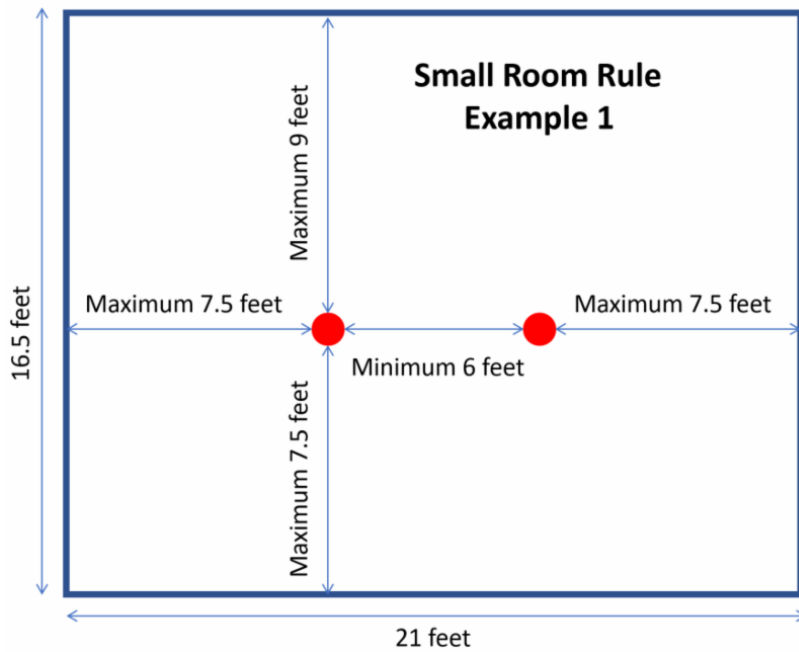 Small Room Rule
Example 1
Maximum 9 feet
16.5 feet
Maximum 7.5 feet
Maximum 7.5 feet
Minimum 6 feet
Maximum 7.5 feet
21 feet